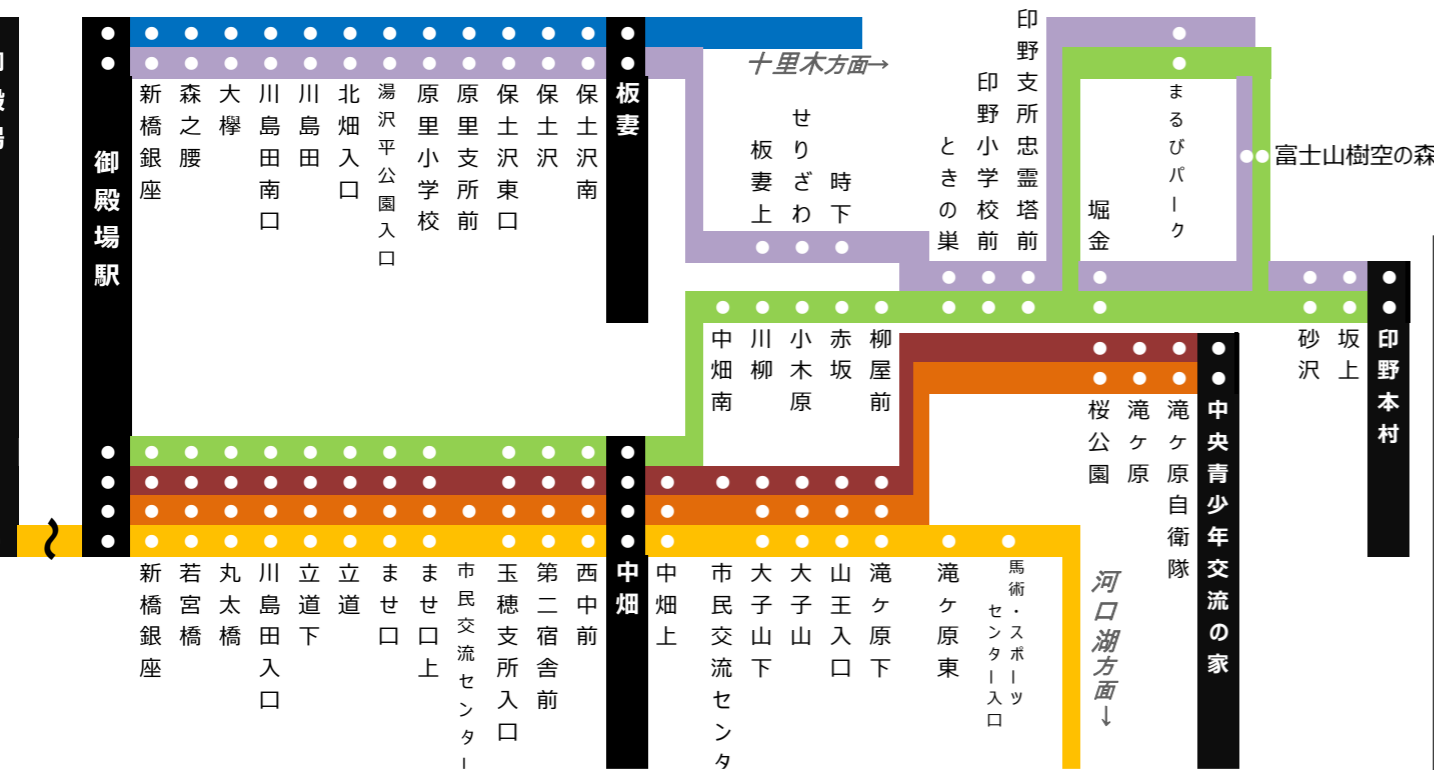 御殿場駅
新橋銀座
森之腰
大欅
川島田南口
川島田
北畑入口
湯沢平公園入口
原里小学校
原里支所前
保土沢東口
保土沢
保土沢南
板妻
十里木方面→
板妻上
せりざわ
時下
ときの巣
印野小学校前
印野支所忠霊塔前
堀金
まるびパーク
富士山樹空の森
中畑南
川柳
小木原
赤坂
柳屋前
桜公園
滝ヶ原
滝ヶ原自衛隊
中央青少年交流の家
砂沢
坂上
印野本村
新橋銀座
若宮橋
丸太橋
川島田入口
立道下
立道
ませ口
ませ口上
市民交流センター
玉穂支所入口
第二宿舎前
西中前
中畑
中畑上
市民交流センタ
大子山下
大子山
山王入口
滝ヶ原下
滝ヶ原東
馬術・スポーツ
センター入口
河口湖方面↓